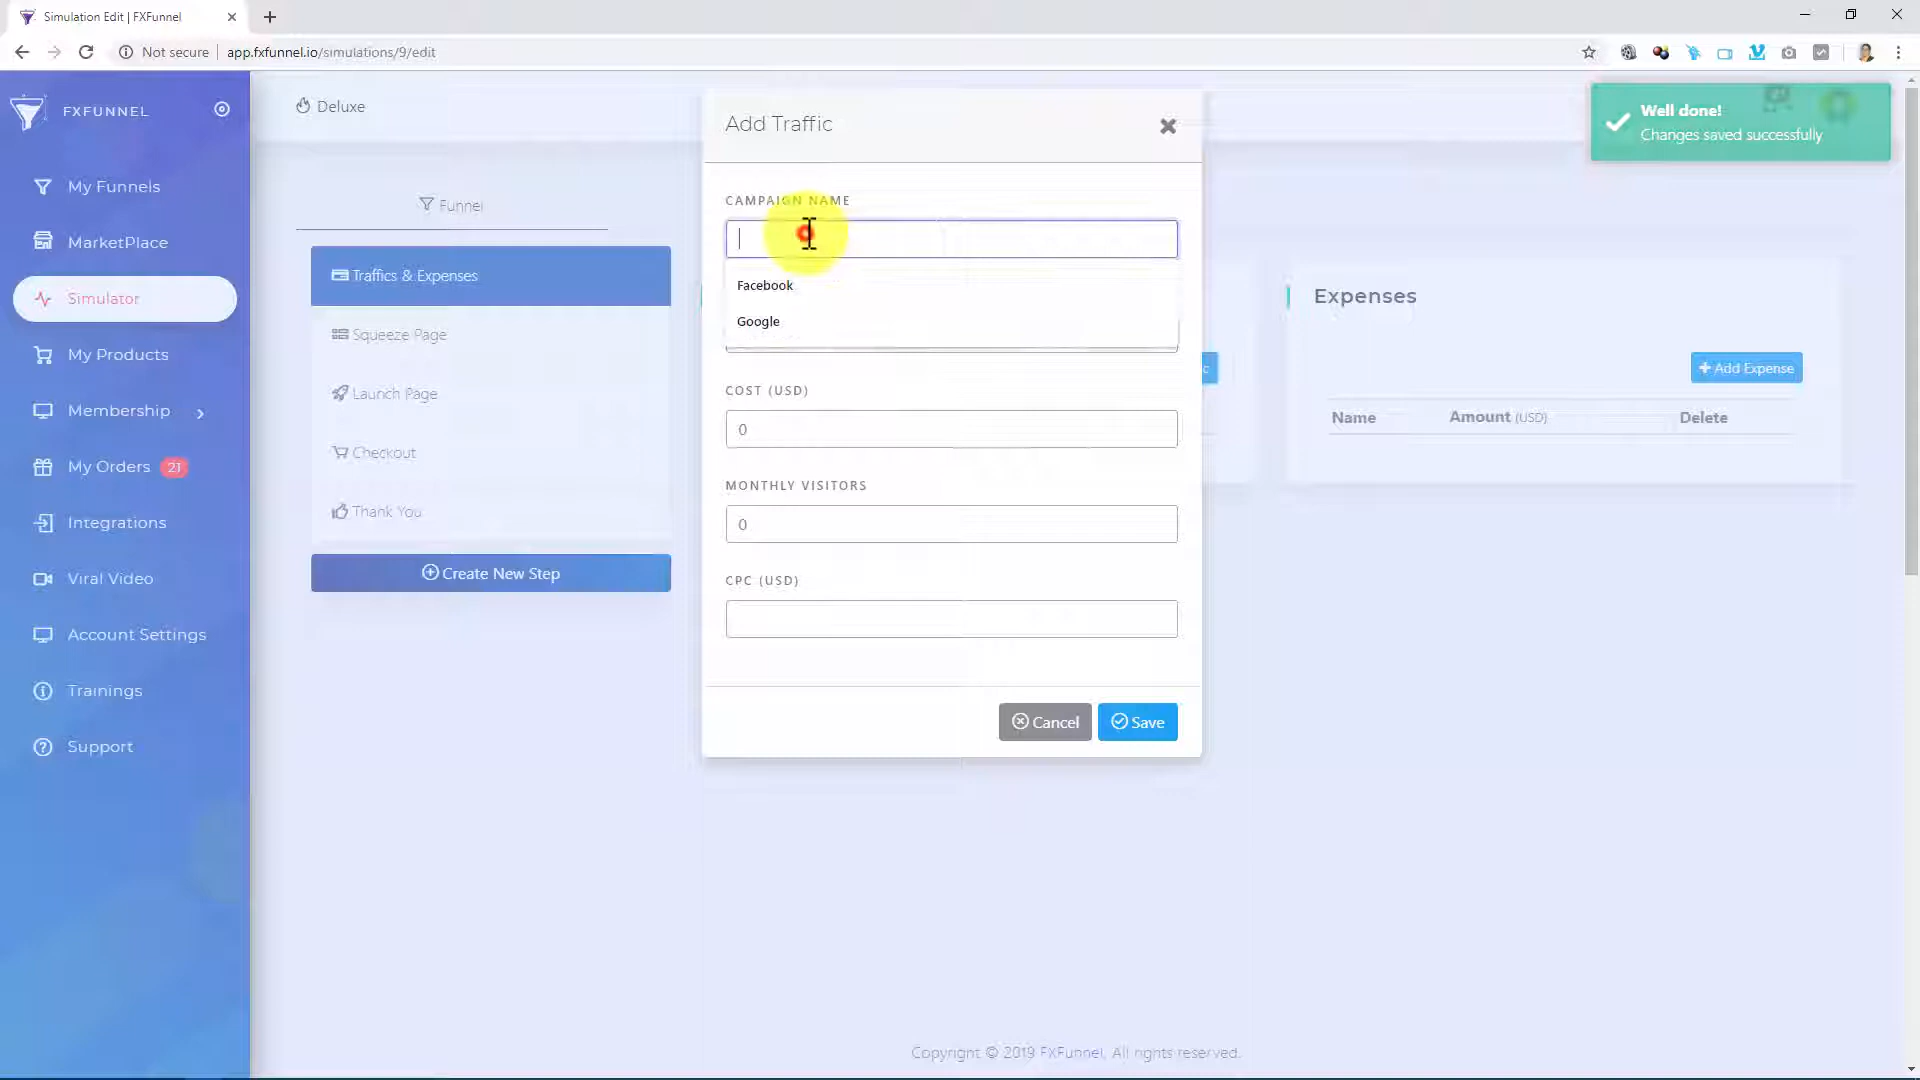 Simulation Edit | FXFunnel
Not secure
app.fxfunnel.io/simulations/9/edit
FXFUNNEL
My Funnels
MarketPlace
Simulator
My Products
Membership
My Orders 21
Integrations
Viral Video
Account Settings
Trainings
Support
Deluxe
Funnel
Traffics & Expenses
Squeeze Page
Launch Page
Checkout
Thank You
Create New Step
Add Traffic
CAMPAIGN NAME
Facebook
Google
COST (USD)
0
MONTHLY VISITORS
0
CPC (USD)
Cancel
Save
Well done!
Changes saved successfully
Expenses
Add Expense
Name Amount (USD) Delete
Copyright © 2019 FXFunnel, All rights reserved.